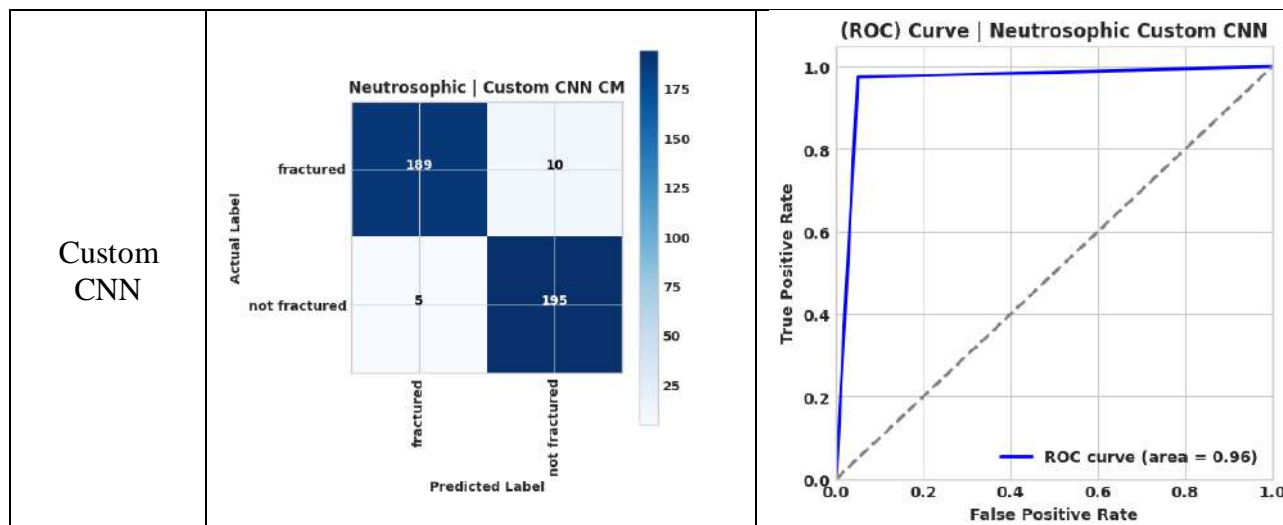 Custom
CNN
Neutrosophic | Custom CNN CM
Actual Label
fractured
not fractured
189
10
5
195
fractured
not fractured
Predicted Label
175
150
125
100
75
50
25
(ROC) Curve | Neutrosophic Custom CNN
True Positive Rate
1.0
0.8
0.6
0.4
0.2
0.0
0.0
0.2
0.4
0.6
0.8
1.0
ROC curve (area = 0.96)
False Positive Rate